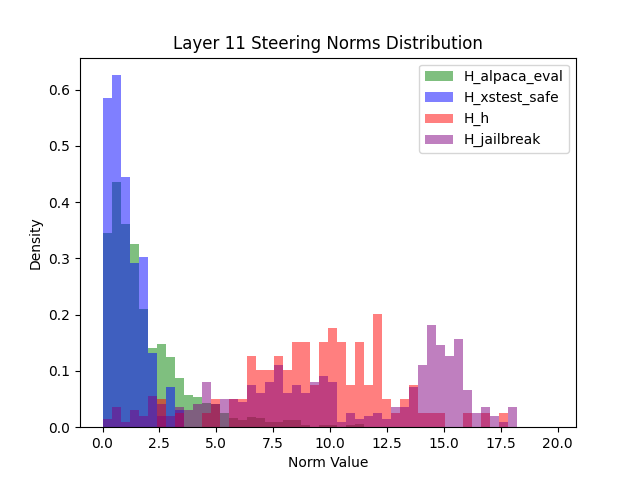 Layer 11 Steering Norms Distribution
H_alpaca_eval
H_xstest_safe
H_h
H_jailbreak
Density
0.6
0.5
0.4
0.3
0.2
0.1
0.0
0.0 2.5 5.0 7.5 10.0 12.5 15.0 17.5 20.0
Norm Value